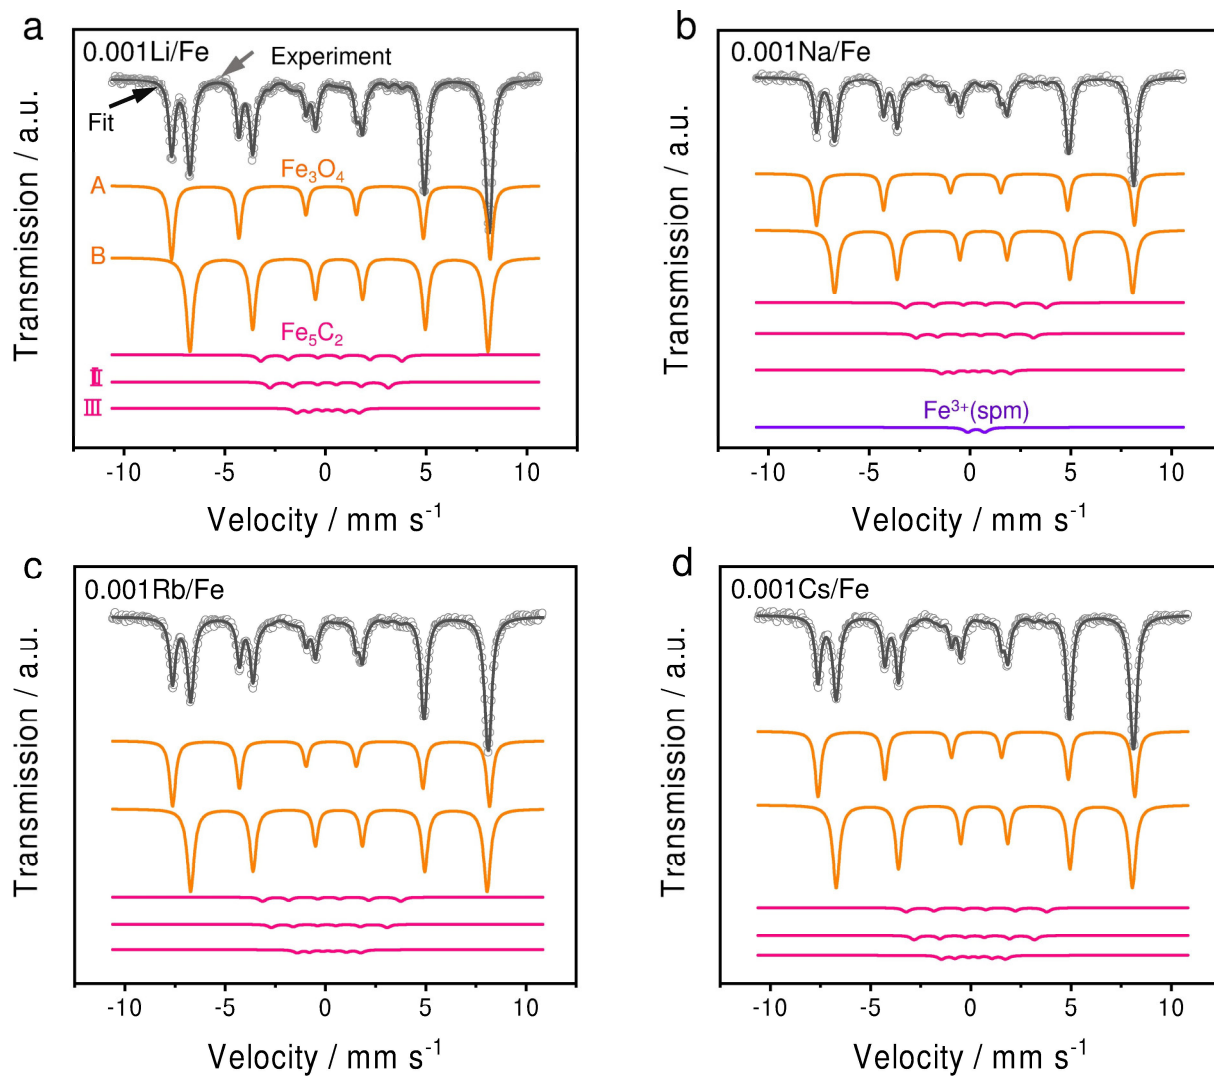 a
0.001Li/Fe
Experiment
Fit
Fe3O4
A
B
Fe5C2
II
III
Transmission / a.u.
-10 -5 0 5 10
Velocity / mm s-1
b
0.001Na/Fe
Fe3+(spm)
Transmission / a.u.
-10 -5 0 5 10
Velocity / mm s-1
c
0.001Rb/Fe
Transmission / a.u.
-10 -5 0 5 10
Velocity / mm s-1
d
0.001Cs/Fe
Transmission / a.u.
-10 -5 0 5 10
Velocity / mm s-1